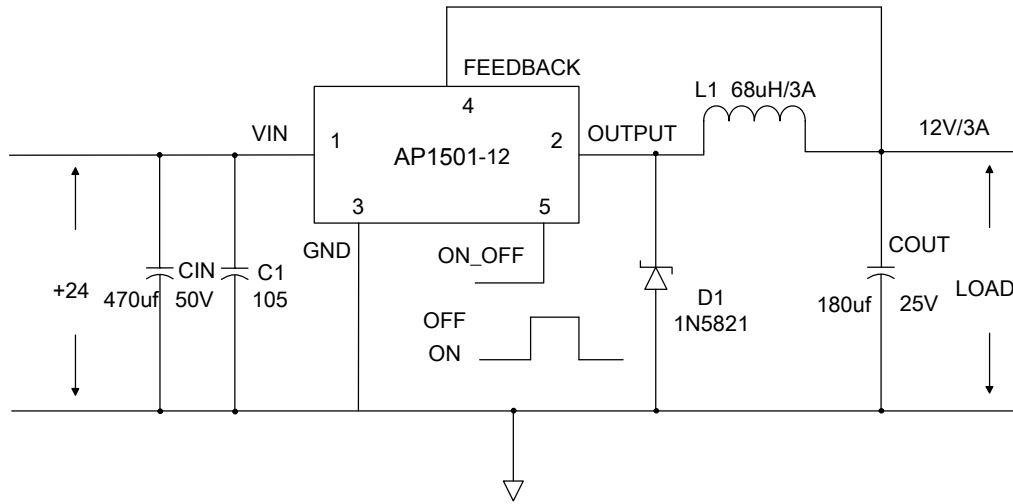 FEEDBACK
4
L1 68uH/3A
VIN
1
AP1501-12
2
OUTPUT
12V/3A
3
5
GND
ON_OFF
COUT
CIN
C1
+24
470uf
50V
105
D1
1N5821
180uf
25V
LOAD
OFF
ON